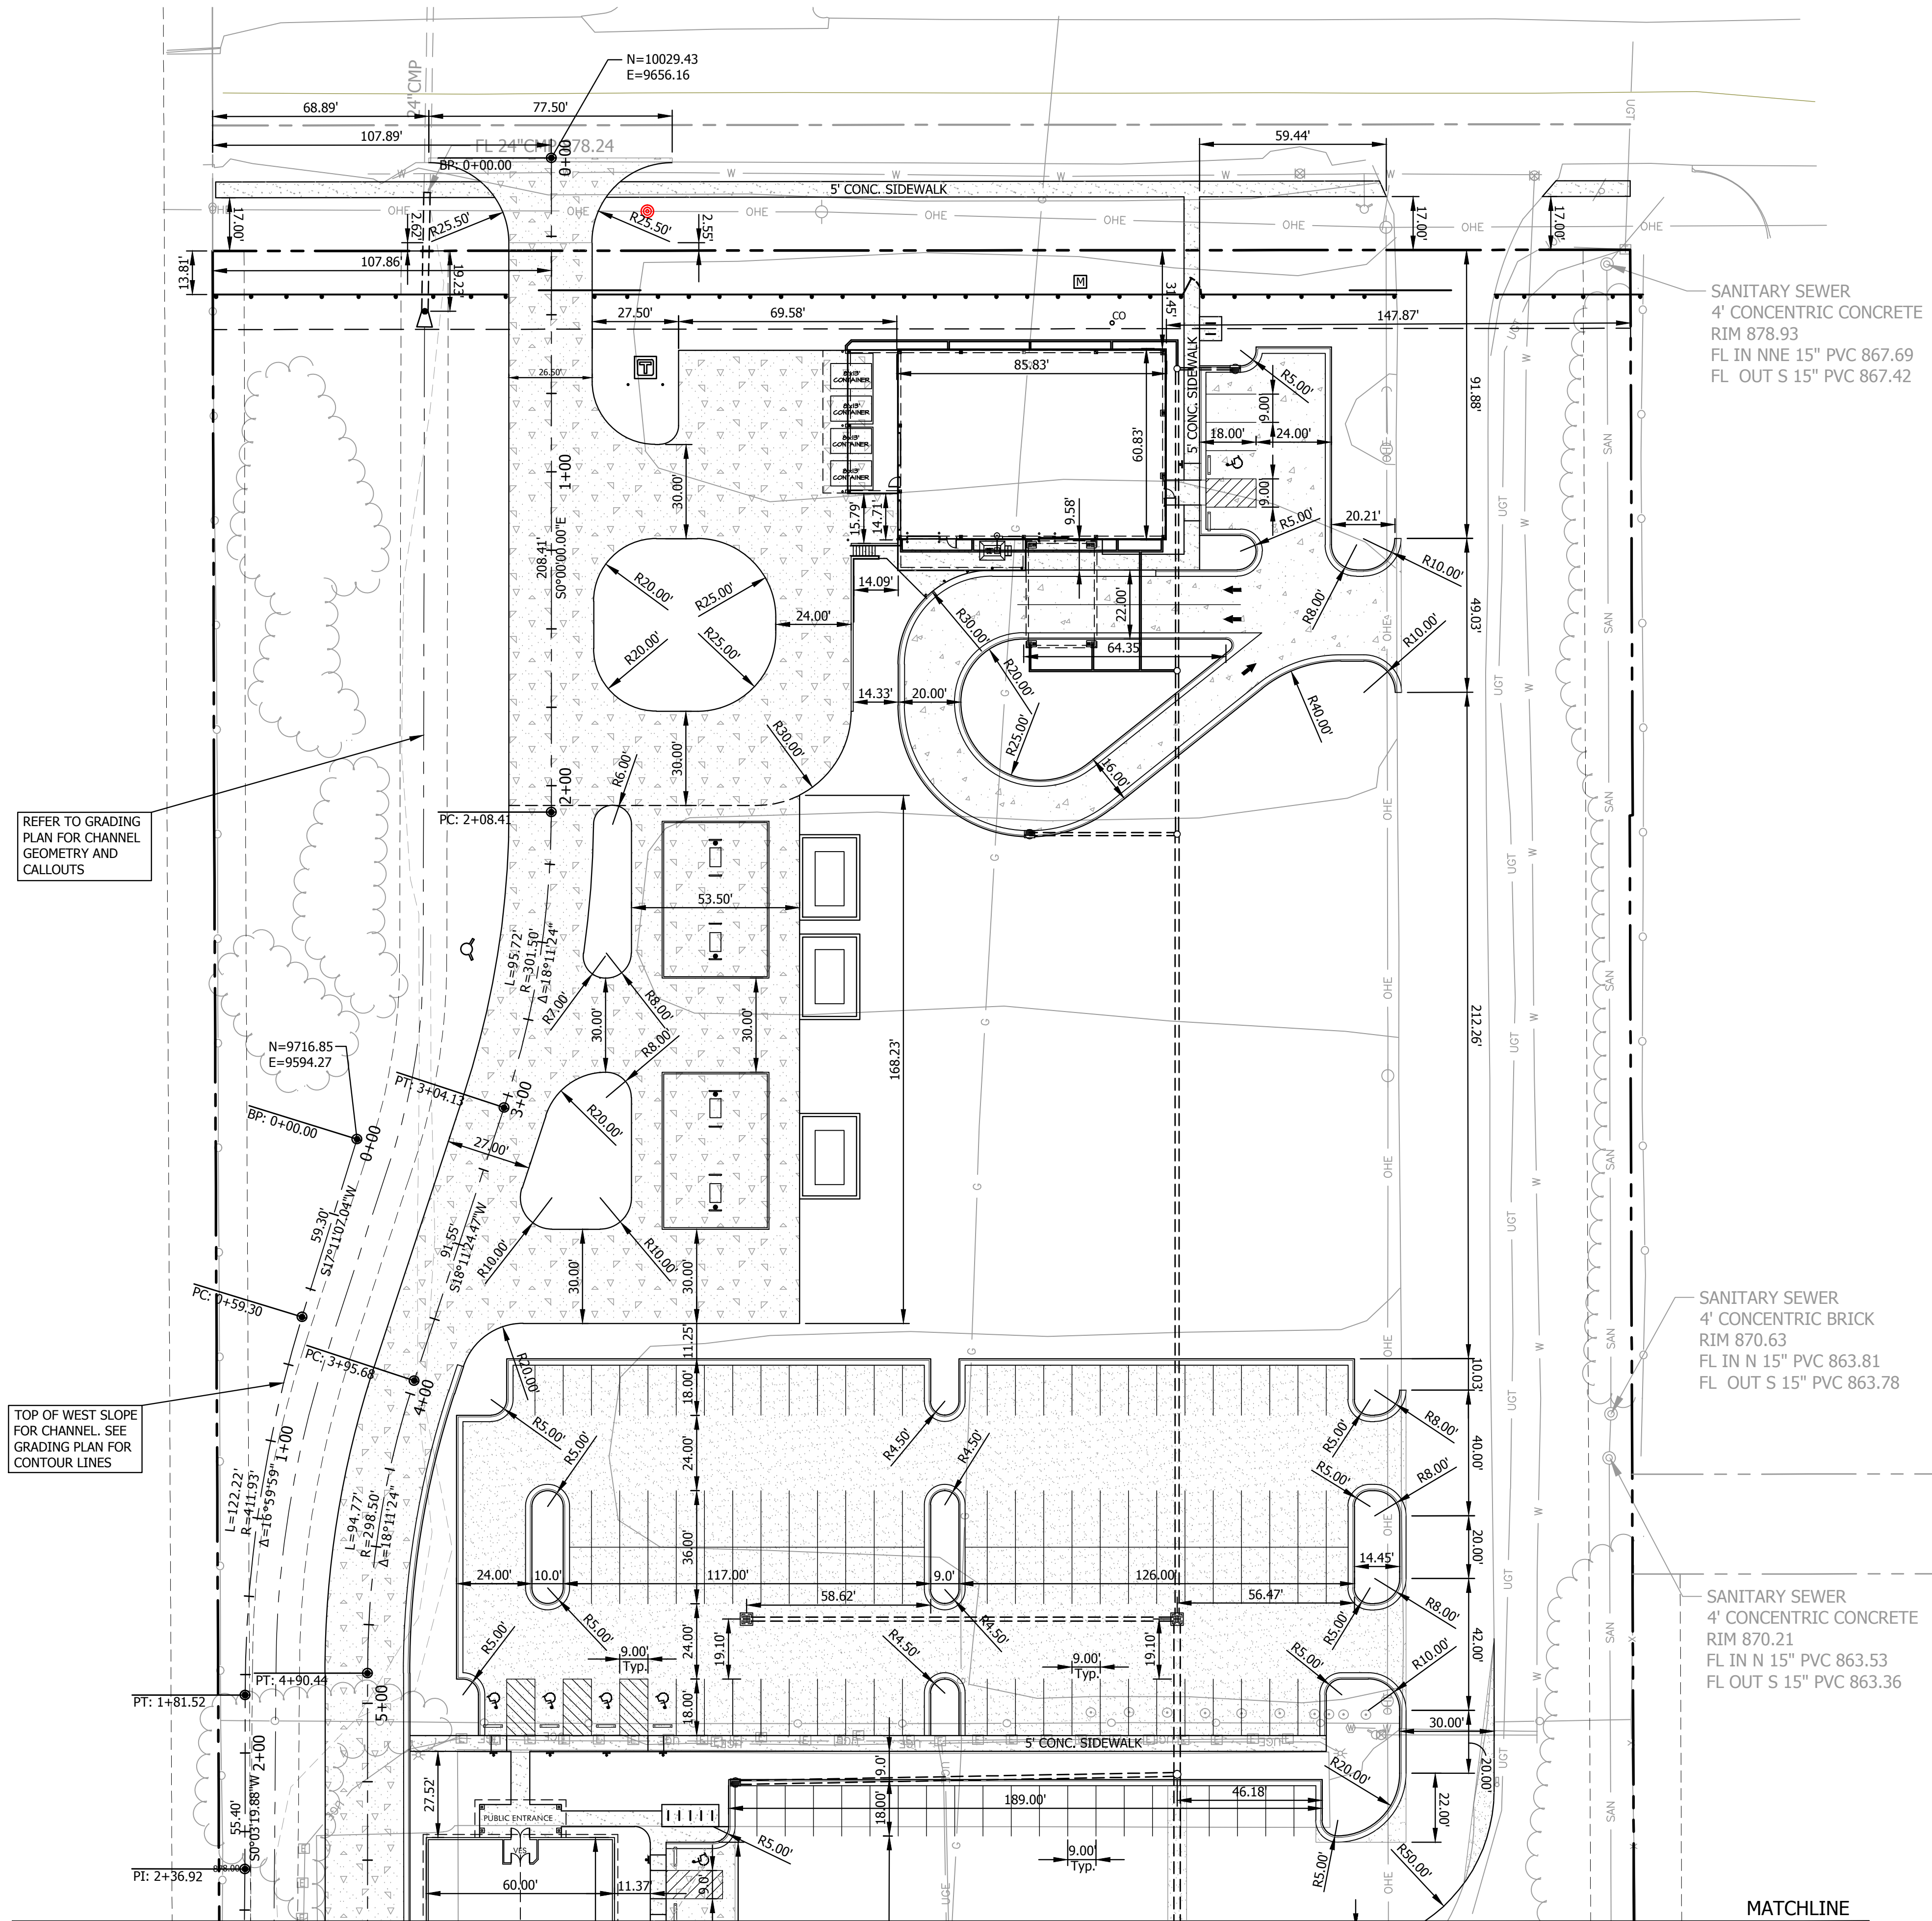 N=10029.43
E=9656.16
68.89'
24"CMP
77.50'
107.89'
FL 24"CMP 878.24
59.44'
BP: 0+00.00
0+00
UGT
5' CONC. SIDEWALK
W
OHE
17.00'
2.62'
R25.50'
R25.50'
2.55'
17.00'
17.00'
13.81'
107.86'
19.23'
31.45'
M
CO
147.87'
SANITARY SEWER
4' CONCENTRIC CONCRETE
RIM 878.93
FL IN NNE 15" PVC 867.69
FL OUT S 15" PVC 867.42
27.50'
69.58'
T
26.50'
85.83'
8'x13'
CONTAINER
8'x13'
CONTAINER
8'x13'
CONTAINER
8'x13'
CONTAINER
60.83'
5' CONC. SIDEWALK
R5.00'
9.00'
18.00'
24.00'
9.00'
R5.00'
20.21'
91.88'
1+00
30.00'
15.79'
14.71'
9.58'
S0°00'00.00"E
208.41'
R10.00'
R20.00'
R25.00'
14.09'
24.00'
R30.00'
22.00'
R8.00'
49.03'
R20.00'
R25.00'
64.35'
R10.00'
R20.00'
14.33'
20.00'
R25.00'
R40.00'
16.00'
R30.00'
30.00'
R6.00'
2+00
PC: 2+08.41
REFER TO GRADING
PLAN FOR CHANNEL
GEOMETRY AND
CALLOUTS
53.50'
L=95.72'
R=301.50'
Δ=18°11'24"
R7.00'
R8.00'
30.00'
30.00'
R8.00'
168.23'
212.26'
N=9716.85
E=9594.27
PT: 3+04.13
3+00
BP: 0+00.00
0+00
27.00'
R20.00'
59.30'
S17°11'07.04"W
91.55'
S18°11'24.47"W
R10.00'
R10.00'
30.00'
30.00'
PC: 0+59.30
PC: 3+95.68
4+00
SANITARY SEWER
4' CONCENTRIC BRICK
RIM 870.63
FL IN N 15" PVC 863.81
FL OUT S 15" PVC 863.78
11.25'
R20.00'
18.00'
10.03'
TOP OF WEST SLOPE
FOR CHANNEL. SEE
GRADING PLAN FOR
CONTOUR LINES
R5.00'
R5.00'
R4.50'
R4.50'
R5.00'
R8.00'
24.00'
40.00'
1+00
R5.00'
R8.00'
L=122.22'
R=411.93'
Δ=16°59'59"
L=94.77'
R=298.50'
Δ=18°11'24"
36.00'
20.00'
14.45'
24.00'
10.0'
117.00'
9.0'
126.00'
58.62'
56.47'
R5.00'
R4.50'
R5.00'
R8.00'
SANITARY SEWER
4' CONCENTRIC CONCRETE
RIM 870.21
FL IN N 15" PVC 863.53
FL OUT S 15" PVC 863.36
R5.00'
24.00'
19.10'
R4.50'
19.10'
42.00'
R10.00'
R5.00'
9.00'
Typ.
9.00'
Typ.
PT: 4+90.44
PT: 1+81.52
5+00
18.00'
30.00'
5' CONC. SIDEWALK
2+00
S0°03'19.88"W
55.40'
27.52'
9.0'
R20.00'
20.00'
PUBLIC ENTRANCE
18.00'
189.00'
46.18'
22.00'
VES.
R5.00'
9.00'
Typ.
R5.00'
R50.00'
PI: 2+36.92
60.00'
11.37'
9.0'
UGE
SAN
G
MATCHLINE